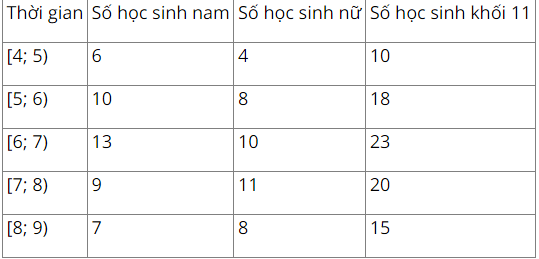 Thời gian Số học sinh nam Số học sinh nữ Số học sinh khối 11
[4; 5) 6 4 10
[5; 6) 10 8 18
[6; 7) 13 10 23
[7; 8) 9 11 20
[8; 9) 7 8 15